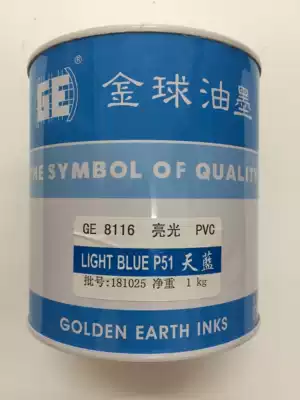 GE
金球油墨
THE SYMBOL OF QUALITY
GE 8116 亮光 PVC
LIGHT BLUE P51 天藍
批号:181025 净重 1 kg
GOLDEN EARTH INKS